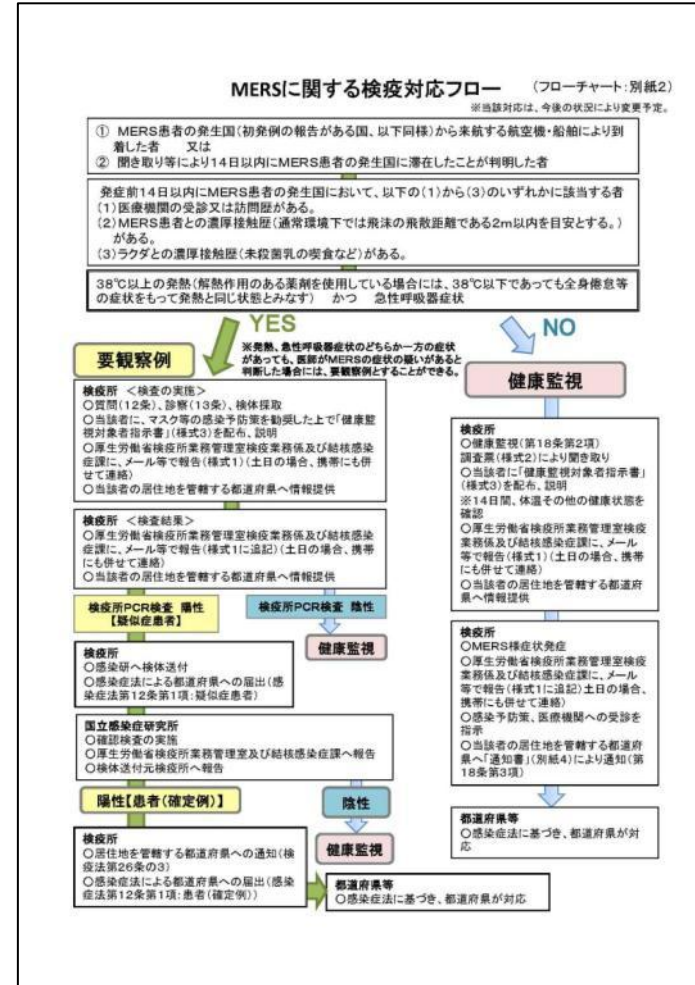 MERSに関する検疫対応フロー
(フローチャート:別紙2)
※当該対応は、今後の状況により変更予定。
① MERS患者の発生国(初発例の報告がある国、以下同様)から来航する航空機・船舶により到
着した者 又は
② 聞き取り等により14日以内にMERS患者の発生国に滞在したことが判明した者
発症前14日以内にMERS患者の発生国において、以下の(1)から(3)のいずれかに該当する者
(1)医療機関の受診又は訪問歴がある。
(2)MERS患者との濃厚接触歴(通常環境下では飛沫の飛散距離である2m以内を目安とする。)
がある。
(3)ラクダとの濃厚接触歴(未殺菌乳の喫食など)がある。
38℃以上の発熱(解熱作用のある薬剤を使用している場合には、38℃以下であっても全身倦怠等
の症状をもって発熱と同じ状態とみなす) かつ 急性呼吸器症状
YES
NO
※発熱、急性呼吸器症状のどちらか一方の症状
があっても、医師がMERSの症状の疑いがあると
判断した場合には、要観察例とすることができる。
要観察例
検疫所 <検査の実施>
○質問(12条)、診察(13条)、検体採取
○当該者に、マスク等の感染予防策を勧奨した上で「健康監
視対象者指示書」(様式3)を配布、説明
○厚生労働省検疫所業務管理室検疫業務係及び結核感染
症課に、メール等で報告(様式1)(土日の場合、携帯にも併
せて連絡)
○当該者の居住地を管轄する都道府県へ情報提供
検疫所 <検査結果>
○厚生労働省検疫所業務管理室検疫業務係及び結核感染
症課に、メール等で報告(様式1に追記)(土日の場合、携帯
にも併せて連絡)
○当該者の居住地を管轄する都道府県へ情報提供
検疫所PCR検査 陽性
【疑似症患者】
検疫所PCR検査 陰性
健康監視
検疫所
○感染研へ検体送付
○感染症法による都道府県への届出(感
染症法第12条第1項:疑似症患者)
国立感染症研究所
○確認検査の実施
○厚生労働省検疫所業務管理室及び結核感染症課へ報告
○検体送付元検疫所へ報告
陽性【患者(確定例)】
陰性
健康監視
検疫所
○居住地を管轄する都道府県への通知(検
疫法第26条の3)
○感染症法による都道府県への届出(感染
症法第12条第1項:患者(確定例))
都道府県等
○感染症法に基づき、都道府県が対応
健康監視
検疫所
○健康監視(第18条第2項)
調査票(様式2)により聞き取り
○当該者に「健康監視対象者指示書」
(様式3)を配布、説明
※14日間、体温その他の健康状態を
確認
○厚生労働省検疫所業務管理室検疫
業務係及び結核感染症課に、メール
等で報告(様式1)(土日の場合、携帯
にも併せて連絡)
○当該者の居住地を管轄する都道府
県へ情報提供
検疫所
○MERS様症状発症
○厚生労働省検疫所業務管理室検疫
業務係及び結核感染症課に、メール
等で報告(様式1に追記)土日の場合、
携帯にも併せて連絡)
○感染予防策、医療機関への受診を
指示
○当該者の居住地を管轄する都道府
県へ「通知書」(別紙4)により通知(第
18条第3項)
都道府県等
○感染症法に基づき、都道府県が対
応